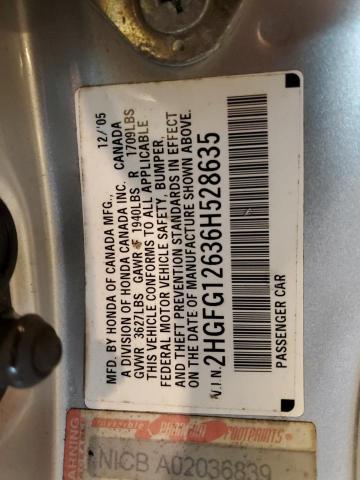 MFD. BY HONDA OF CANADA MFG., 12/'05
A DIVISION OF HONDA CANADA INC. CANADA
GVWR 3627LBS GAWR F 1940LBS R 1709LBS
THIS VEHICLE CONFORMS TO ALL APPLICABLE
FEDERAL MOTOR VEHICLE SAFETY, BUMPER,
AND THEFT PREVENTION STANDARDS IN EFFECT
ON THE DATE OF MANUFACTURE SHOWN ABOVE.
V.I.N. 2HGFG12636H528635
PASSENGER CAR
WARNING
FOOTPRINTS
NICB A02036839